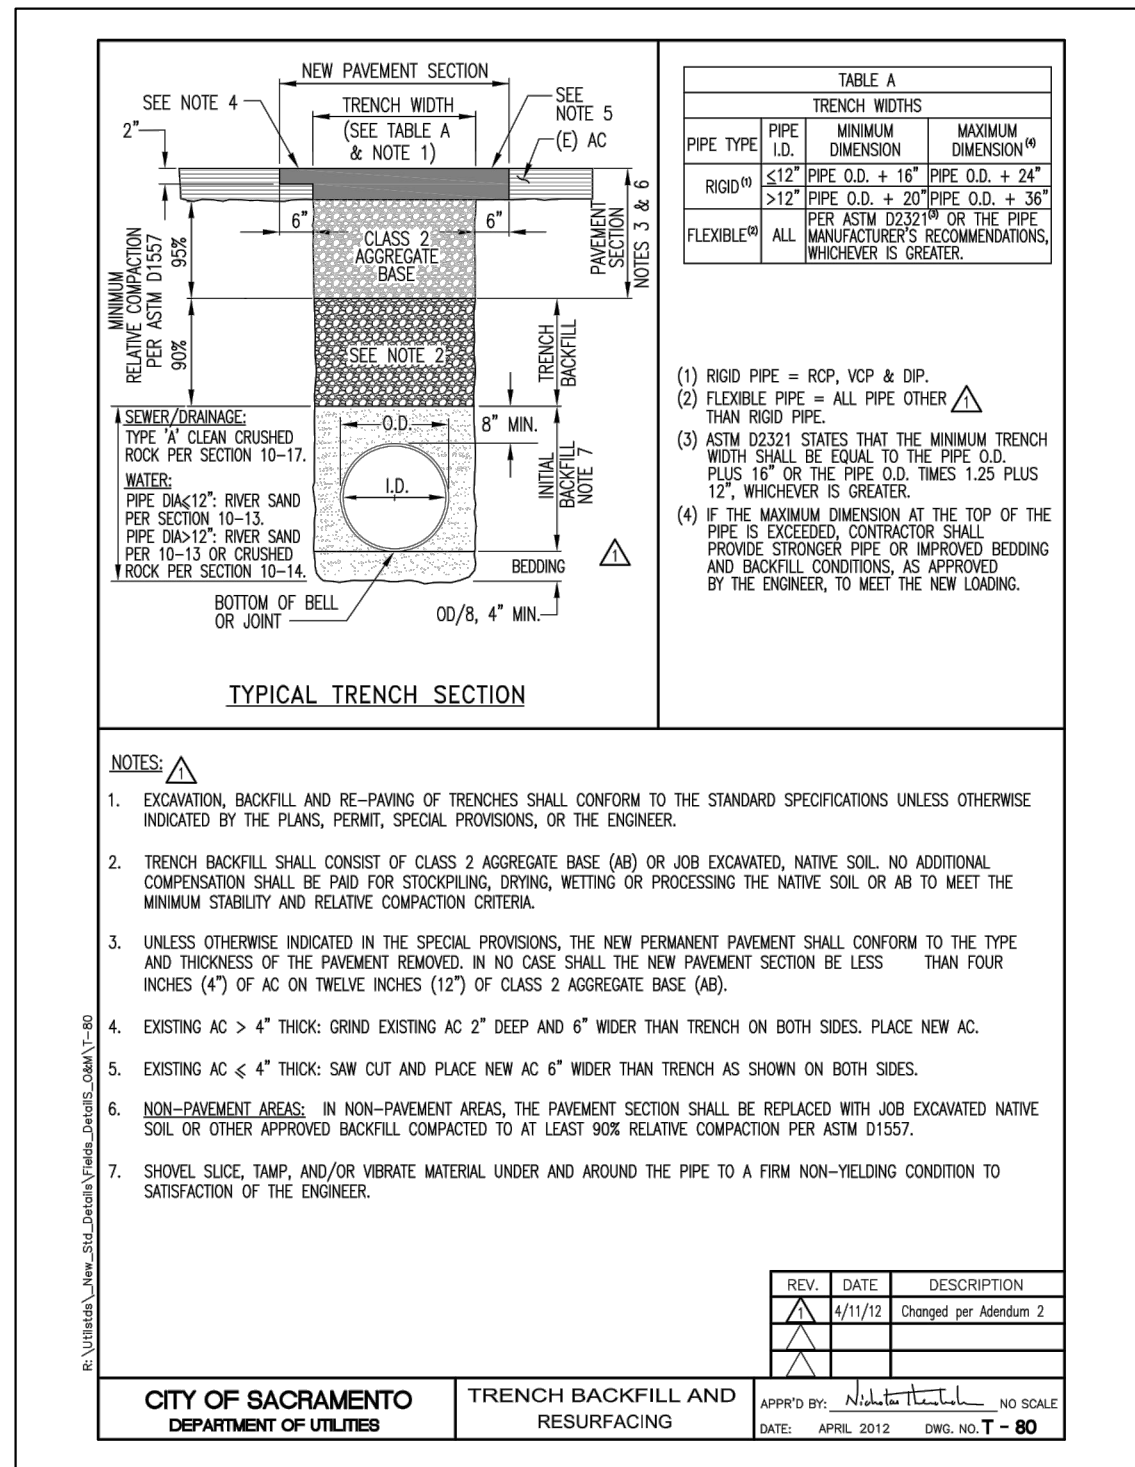 NEW PAVEMENT SECTION
SEE NOTE 4
TRENCH WIDTH
(SEE TABLE A
& NOTE 1)
SEE
NOTE 5
(E) AC
2"
6"
6"
CLASS 2
AGGREGATE
BASE
MINIMUM
RELATIVE COMPACTION
PER ASTM D1557
95%
90%
PAVEMENT
SECTION
NOTES 3 & 6
SEE NOTE 2
TRENCH
BACKFILL
SEWER/DRAINAGE:
TYPE 'A' CLEAN CRUSHED
ROCK PER SECTION 10-17.
WATER:
PIPE DIA≤12": RIVER SAND
PER SECTION 10-13.
PIPE DIA>12": RIVER SAND
PER 10-13 OR CRUSHED
ROCK PER SECTION 10-14.
O.D.
I.D.
8" MIN.
INITIAL
BACKFILL
NOTE 7
1
BEDDING
BOTTOM OF BELL
OR JOINT
OD/8, 4" MIN.
TYPICAL TRENCH SECTION
TABLE A
TRENCH WIDTHS
PIPE TYPE PIPE I.D. MINIMUM DIMENSION MAXIMUM DIMENSION (4)
RIGID(1) ≤12" PIPE O.D. + 16" PIPE O.D. + 24"
>12" PIPE O.D. + 20" PIPE O.D. + 36"
FLEXIBLE(2) ALL PER ASTM D2321(3) OR THE PIPE
MANUFACTURER'S RECOMMENDATIONS,
WHICHEVER IS GREATER.
(1) RIGID PIPE = RCP, VCP & DIP.
(2) FLEXIBLE PIPE = ALL PIPE OTHER 1
THAN RIGID PIPE.
(3) ASTM D2321 STATES THAT THE MINIMUM TRENCH
WIDTH SHALL BE EQUAL TO THE PIPE O.D.
PLUS 16" OR THE PIPE O.D. TIMES 1.25 PLUS
12", WHICHEVER IS GREATER.
(4) IF THE MAXIMUM DIMENSION AT THE TOP OF THE
PIPE IS EXCEEDED, CONTRACTOR SHALL
PROVIDE STRONGER PIPE OR IMPROVED BEDDING
AND BACKFILL CONDITIONS, AS APPROVED
BY THE ENGINEER, TO MEET THE NEW LOADING.
NOTES: 1
1. EXCAVATION, BACKFILL AND RE-PAVING OF TRENCHES SHALL CONFORM TO THE STANDARD SPECIFICATIONS UNLESS OTHERWISE
INDICATED BY THE PLANS, PERMIT, SPECIAL PROVISIONS, OR THE ENGINEER.
2. TRENCH BACKFILL SHALL CONSIST OF CLASS 2 AGGREGATE BASE (AB) OR JOB EXCAVATED, NATIVE SOIL. NO ADDITIONAL
COMPENSATION SHALL BE PAID FOR STOCKPILING, DRYING, WETTING OR PROCESSING THE NATIVE SOIL OR AB TO MEET THE
MINIMUM STABILITY AND RELATIVE COMPACTION CRITERIA.
3. UNLESS OTHERWISE INDICATED IN THE SPECIAL PROVISIONS, THE NEW PERMANENT PAVEMENT SHALL CONFORM TO THE TYPE
AND THICKNESS OF THE PAVEMENT REMOVED. IN NO CASE SHALL THE NEW PAVEMENT SECTION BE LESS THAN FOUR
INCHES (4") OF AC ON TWELVE INCHES (12") OF CLASS 2 AGGREGATE BASE (AB).
4. EXISTING AC > 4" THICK: GRIND EXISTING AC 2" DEEP AND 6" WIDER THAN TRENCH ON BOTH SIDES. PLACE NEW AC.
5. EXISTING AC ≤ 4" THICK: SAW CUT AND PLACE NEW AC 6" WIDER THAN TRENCH AS SHOWN ON BOTH SIDES.
6. NON-PAVEMENT AREAS: IN NON-PAVEMENT AREAS, THE PAVEMENT SECTION SHALL BE REPLACED WITH JOB EXCAVATED NATIVE
SOIL OR OTHER APPROVED BACKFILL COMPACTED TO AT LEAST 90% RELATIVE COMPACTION PER ASTM D1557.
7. SHOVEL SLICE, TAMP, AND/OR VIBRATE MATERIAL UNDER AND AROUND THE PIPE TO A FIRM NON-YIELDING CONDITION TO
SATISFACTION OF THE ENGINEER.
R: \Utilstds\_New_Std_Details\Fields_DetailS_O&M\T-80
REV. DATE DESCRIPTION
1 4/11/12 Changed per Adendum 2
CITY OF SACRAMENTO
DEPARTMENT OF UTILITIES
TRENCH BACKFILL AND
RESURFACING
APPR'D BY: NO SCALE
DATE: APRIL 2012 DWG. NO. T - 80